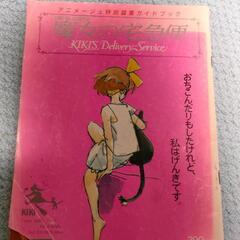 アニメージュ特別編集ガイドブック
魔女の宅急便
KIKI'S Delivery Service
おちこんだりもしたけれど、
私はげんきです。
KIKI